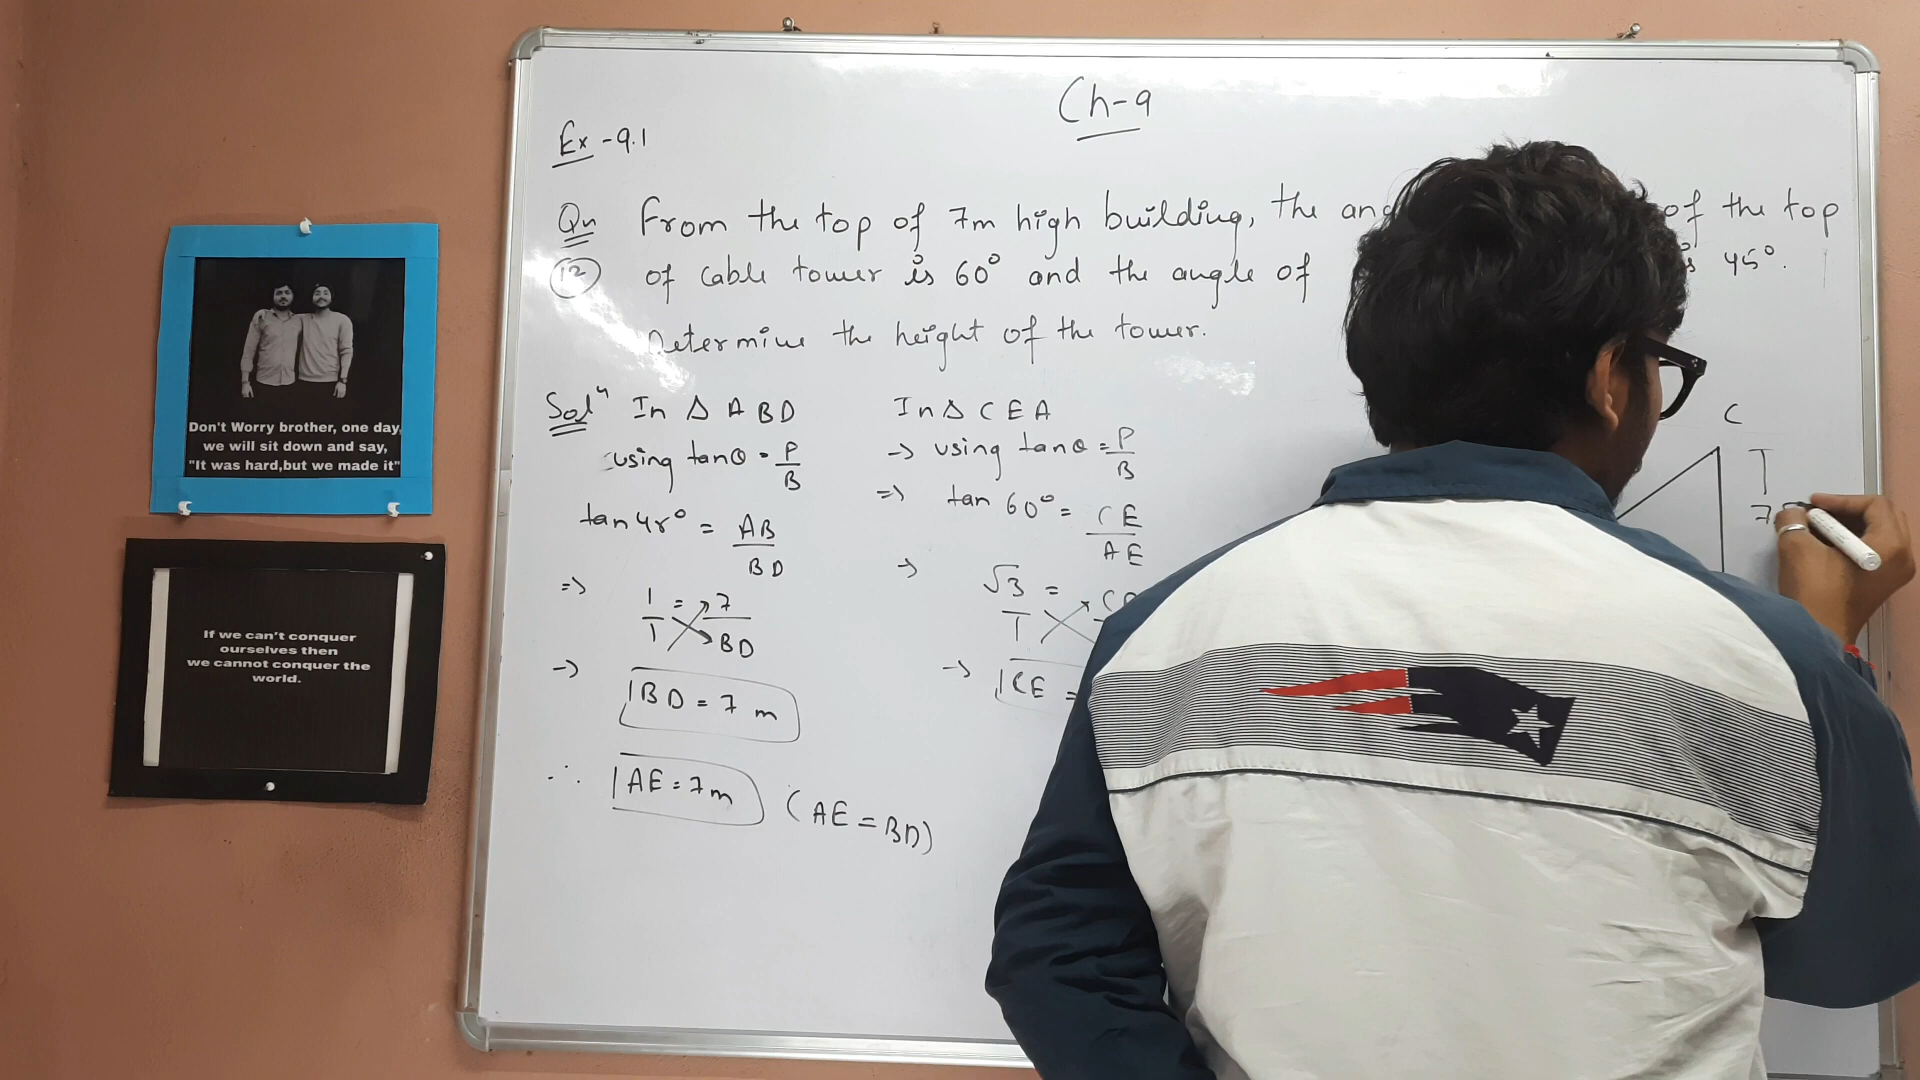 Ch-9
Ex-9.1
Qn From the top of 7m high building, the of the top
12 of cable tower is 60° and the angle of 45°.
Determine the height of the tower.
Solⁿ In Δ ABD
using tanθ = P/B
tan45° = AB/BD
=> 1/1 = 7/BD
-> BD = 7 m
∴ AE = 7m (AE = BD)
In Δ CEA
-> using tanθ = P/B
=> tan 60° = CE/AE
-> √3/1 =
-> CE =
C
7
Don't Worry brother, one day,
we will sit down and say,
"It was hard,but we made it"
If we can't conquer
ourselves then
we cannot conquer the
world.